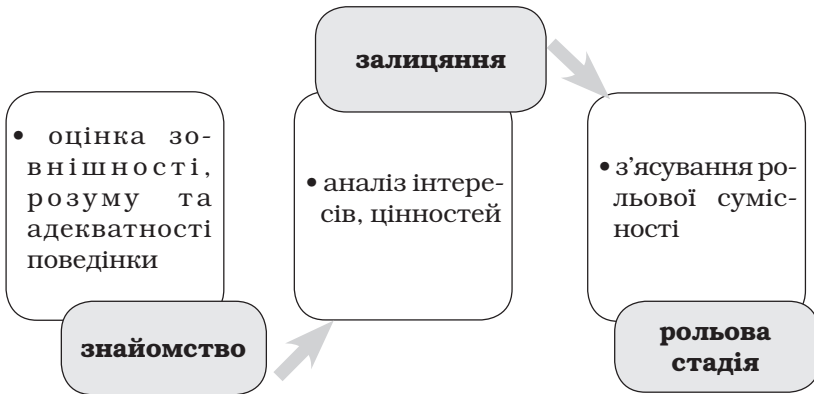 • оцінка зо-
внішності,
розуму та
адекватності
поведінки
знайомство
залицяння
• аналіз інтере-
сів, цінностей
• з'ясування ро-
льової суміс-
ності
рольова
стадія